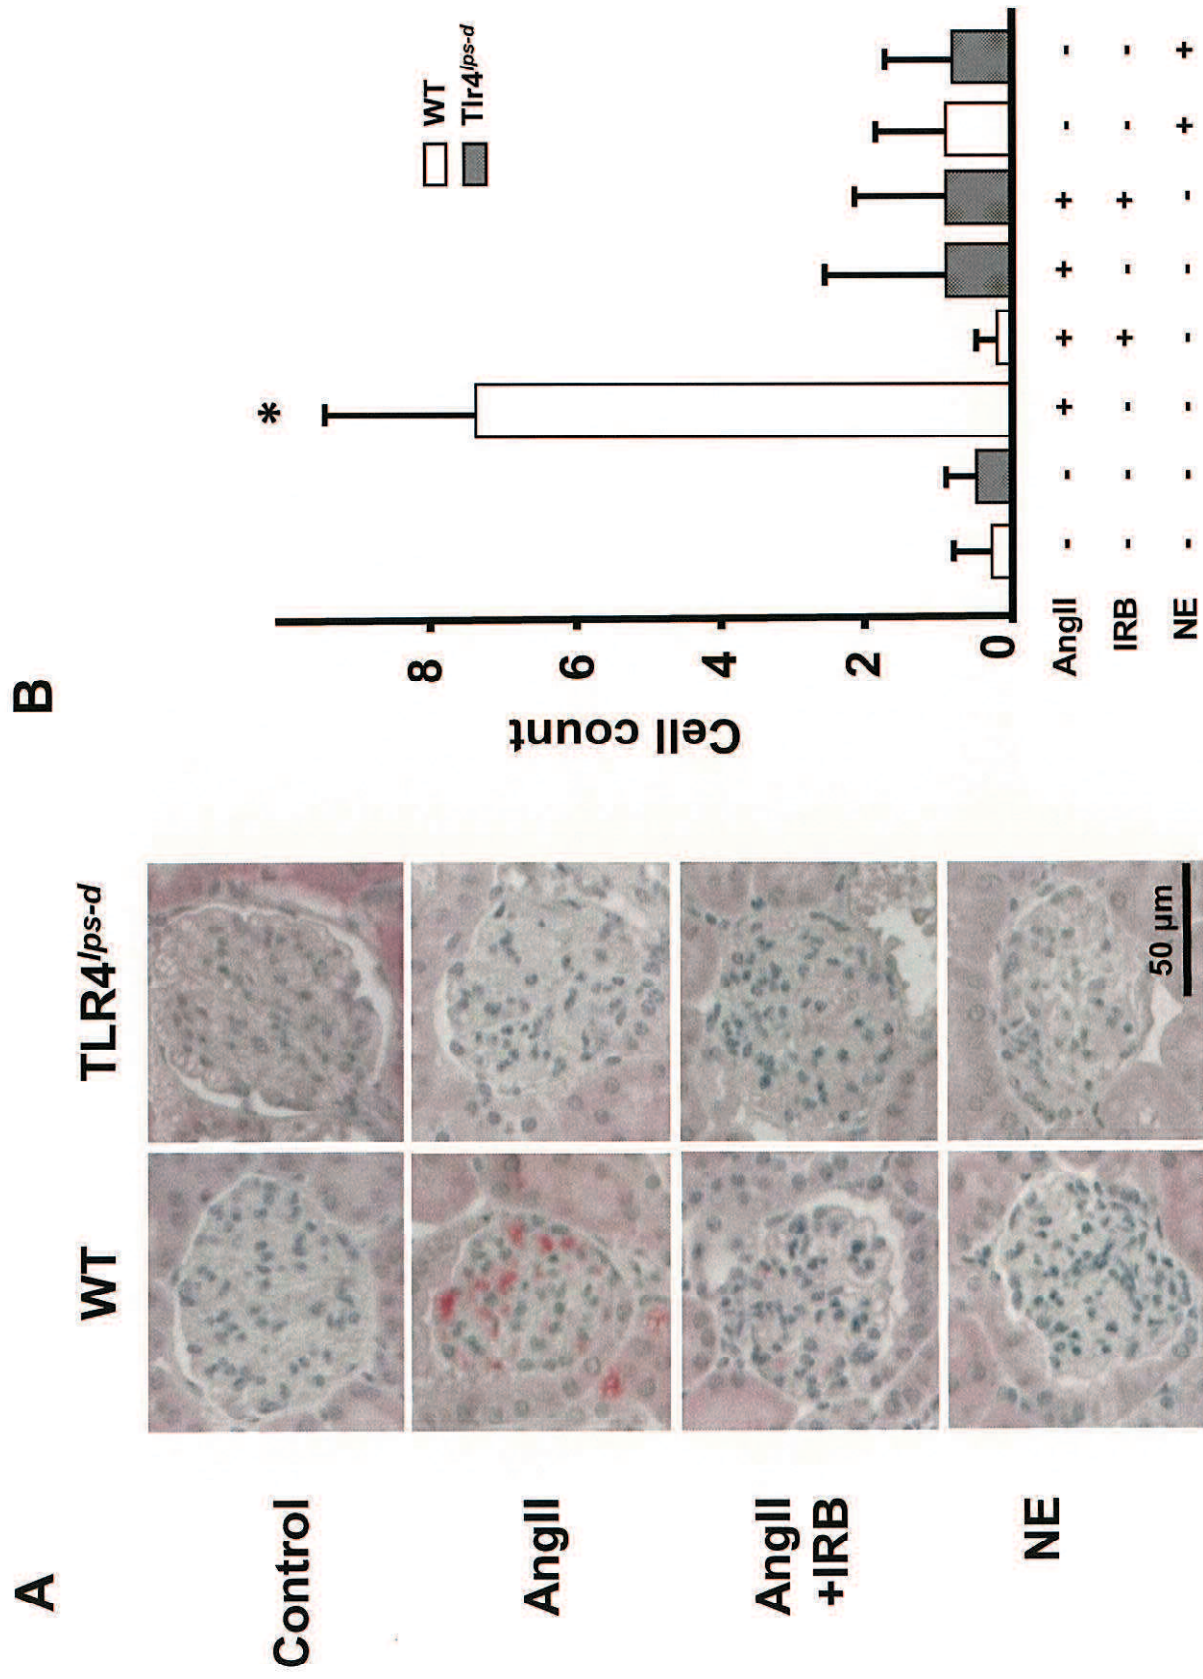 A
WT TLR4lps-d
Control
AngII
AngII
+IRB
NE
50 µm
B
Cell count
8
6
4
2
0
*
WT
Tlr4lps-d
AngII - - + + + + - -
IRB - - - + - + - -
NE - - - - - - + +